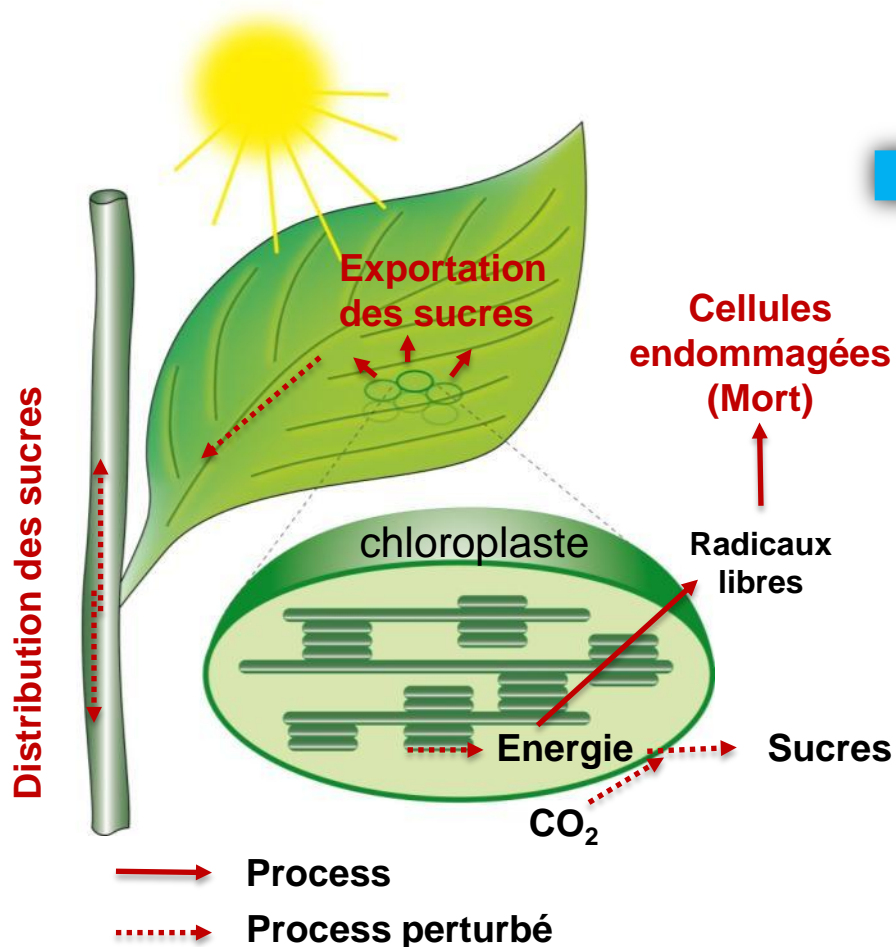 Exportation
des sucres
Cellules
endommagées
(Mort)
Distribution des sucres
chloroplaste
Radicaux
libres
Energie
Sucres
CO₂
Process
Process perturbé